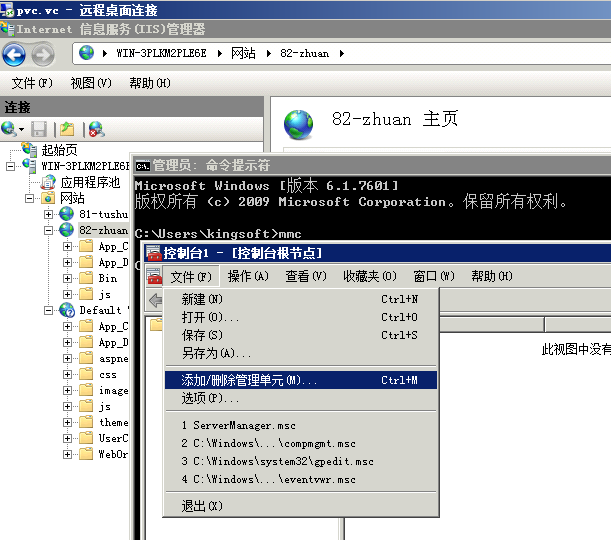 pvc.vc - 远程桌面连接
Internet 信息服务(IIS)管理器
WIN-3PLKM2PLE6E
网站
82-zhuan
文件(F) 视图(V) 帮助(H)
连接
82-zhuan 主页
起始页
WIN-3PLKM2PLE6E
应用程序池
网站
81-tushu
82-zhuan
App_C
App_D
Bin
js
Default
App_C
App_D
aspne
css
image
js
theme
UserC
WebOr
管理员: 命令提示符
Microsoft Windows [版本 6.1.7601]
版权所有 (c) 2009 Microsoft Corporation。保留所有权利。
C:\Users\kingsoft>mmc
控制台1 - [控制台根节点]
文件(F) 操作(A) 查看(V) 收藏夹(O) 窗口(W) 帮助(H)
新建(N) Ctrl+N
打开(O)... Ctrl+O
保存(S) Ctrl+S
另存为(A)...
添加/删除管理单元(M)... Ctrl+M
选项(P)...
1 ServerManager.msc
2 C:\Windows\...\compmgmt.msc
3 C:\Windows\system32\gpedit.msc
4 C:\Windows\...\eventvwr.msc
退出(X)
此视图中没有